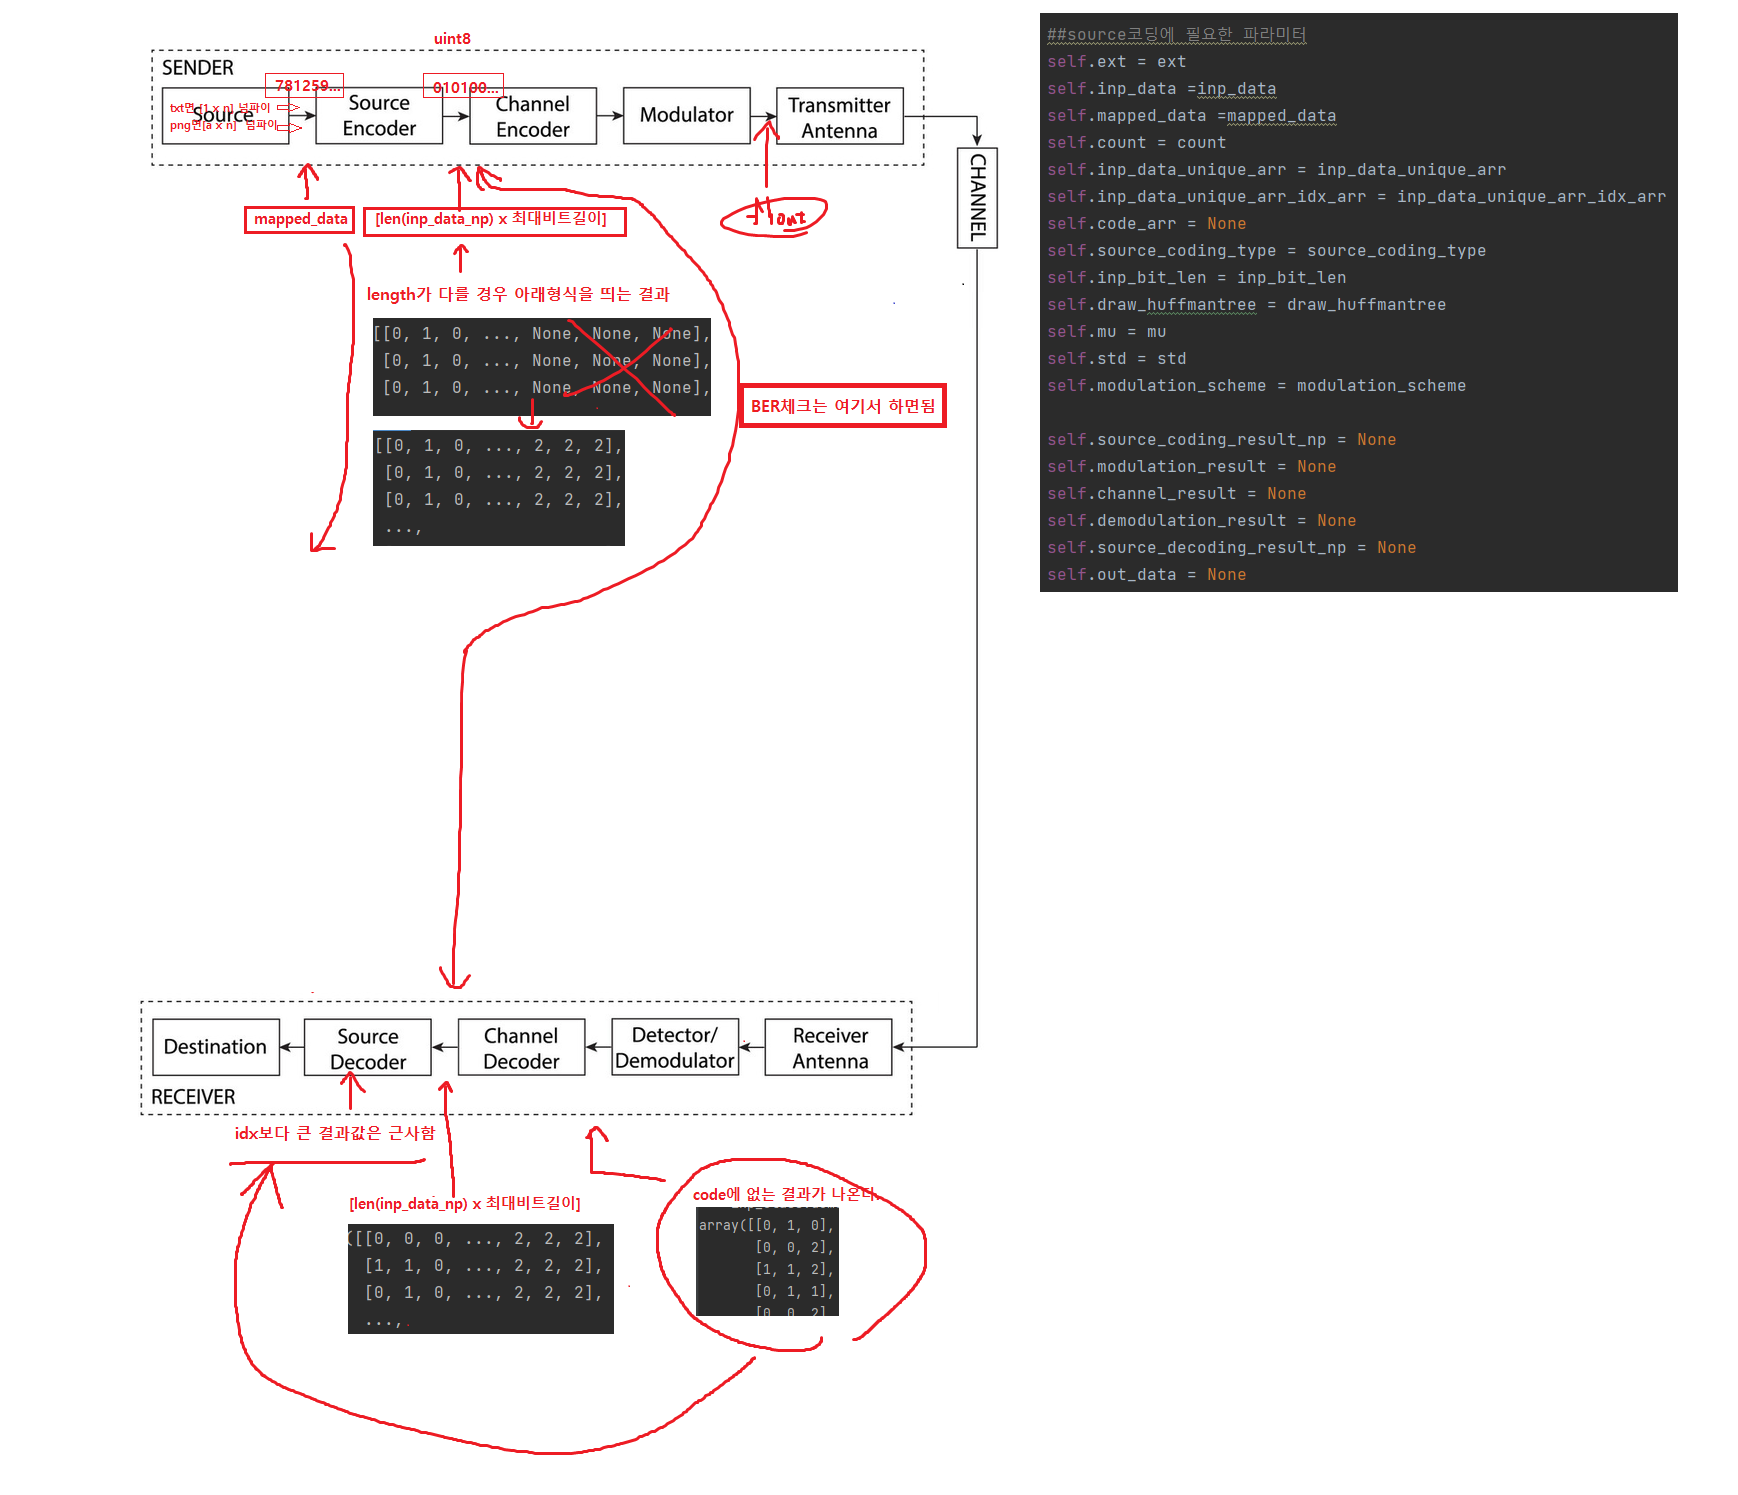 uint8
SENDER
781259...
010100...
txt면 [1 x n] 넘파이
png면[a x n] 넘파이
Source
Source
Encoder
Channel
Encoder
Modulator
Transmitter
Antenna
CHANNEL
mapped_data
[len(inp_data_np) x 최대비트길이]
float
length가 다를 경우 아래형식을 띄는 결과
[[0, 1, 0, ..., None, None, None],
[0, 1, 0, ..., None, None, None],
[0, 1, 0, ..., None, None, None],
BER체크는 여기서 하면됨
[[0, 1, 0, ..., 2, 2, 2],
[0, 1, 0, ..., 2, 2, 2],
[0, 1, 0, ..., 2, 2, 2],
...,
##source코딩에 필요한 파라미터
self.ext = ext
self.inp_data =inp_data
self.mapped_data =mapped_data
self.count = count
self.inp_data_unique_arr = inp_data_unique_arr
self.inp_data_unique_arr_idx_arr = inp_data_unique_arr_idx_arr
self.code_arr = None
self.source_coding_type = source_coding_type
self.inp_bit_len = inp_bit_len
self.draw_huffmantree = draw_huffmantree
self.mu = mu
self.std = std
self.modulation_scheme = modulation_scheme
self.source_coding_result_np = None
self.modulation_result = None
self.channel_result = None
self.demodulation_result = None
self.source_decoding_result_np = None
self.out_data = None
Destination
Source
Decoder
Channel
Decoder
Detector/
Demodulator
Receiver
Antenna
RECEIVER
idx보다 큰 결과값은 근사함
[len(inp_data_np) x 최대비트길이]
([[0, 0, 0, ..., 2, 2, 2],
[1, 1, 0, ..., 2, 2, 2],
[0, 1, 0, ..., 2, 2, 2],
...,
code에 없는 결과가 나온다.
array([[0, 1, 0],
[0, 0, 2],
[1, 1, 2],
[0, 1, 1],
[0, 0, 2]